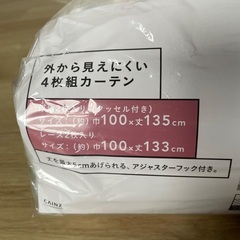 外から見えにくい
4枚組カーテン
ッセル付き)
サイズ:(約)巾100×丈135cm
レース2枚入り
サイズ:(約)巾100×丈133cm
cmあげられる、アジャスターフック付き。
CAINZ